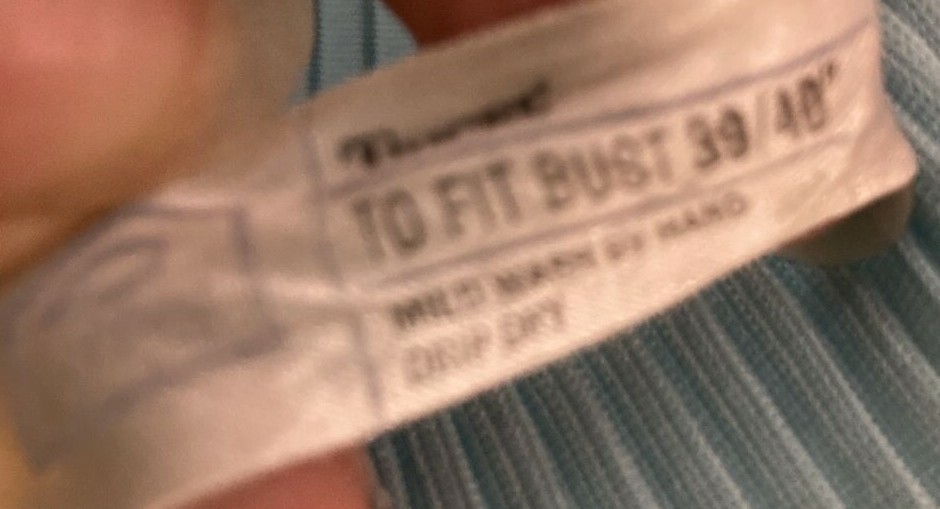 TO FIT BUST 39/40"
MILD WASH BY HAND
DRIP DRY